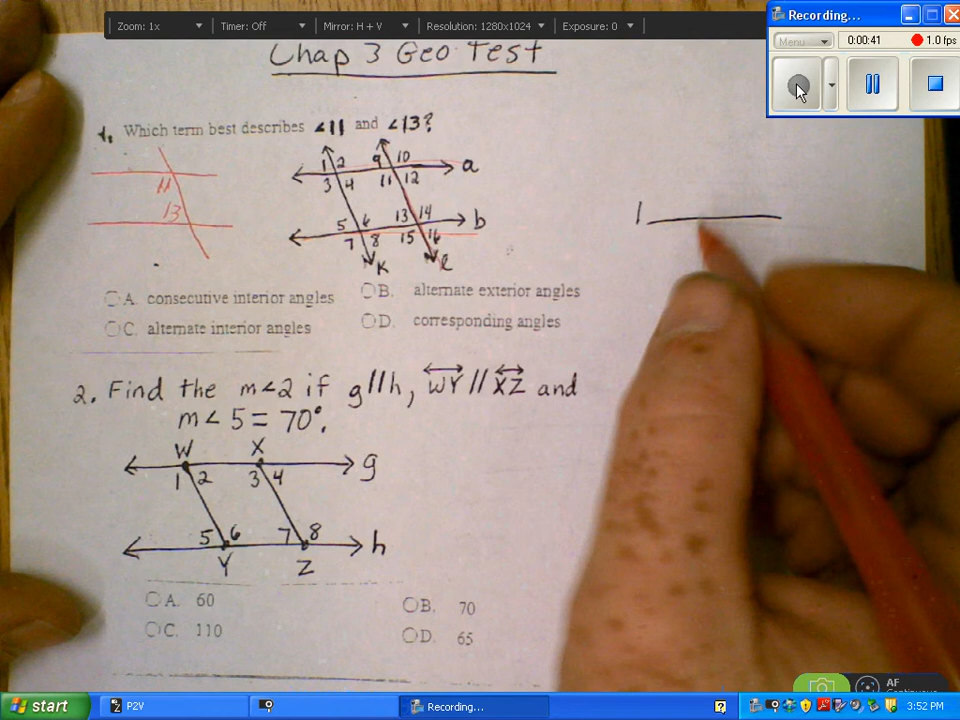 Zoom: 1x Timer: Off Mirror: H + V Resolution: 1280x1024 Exposure: 0
Recording...
Menu 0:00:41 1.0 fps
Chap 3 Geo Test
1. Which term best describes ∠11 and ∠13?
1 2 9 10 a
3 4 11 12
5 6 13 14 b
7 8 15 16
K l
11
13
1
A. consecutive interior angles B. alternate exterior angles
C. alternate interior angles D. corresponding angles
2. Find the m∠2 if g//h, WY // XZ and
m∠5 = 70°.
W X
1 2 3 4 g
5 6 7 8 h
Y Z
A. 60 B. 70
C. 110 D. 65
AF
Continuous
start P2V Recording... 3:52 PM